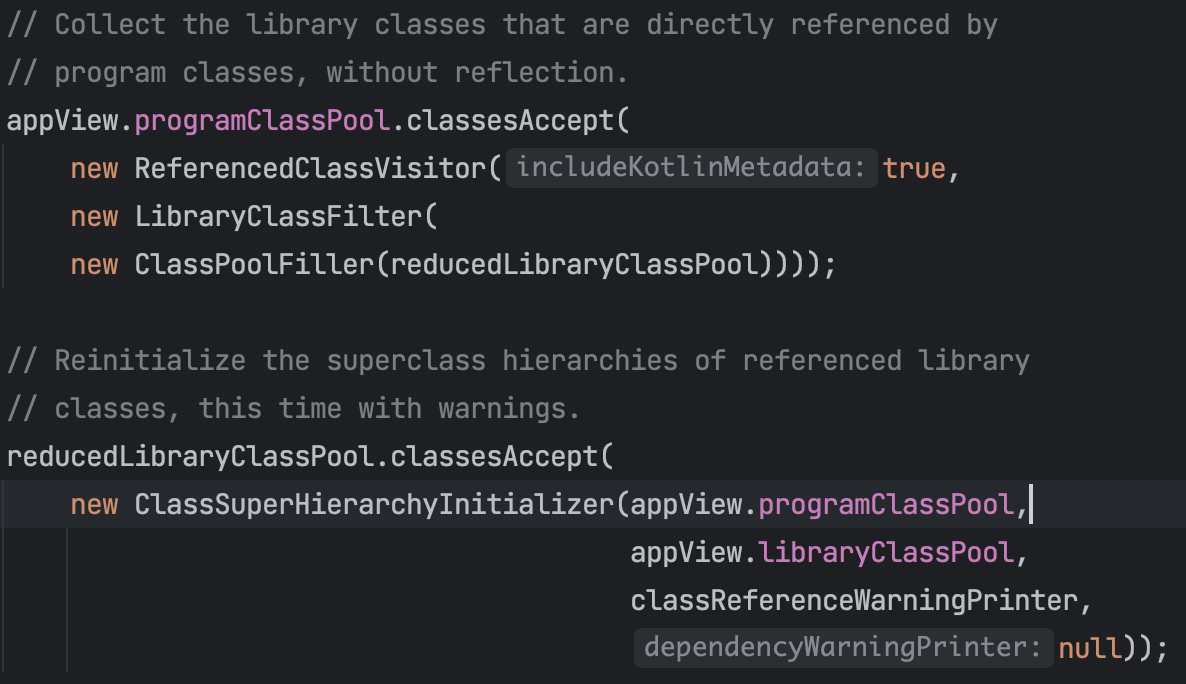 // Collect the library classes that are directly referenced by
// program classes, without reflection.
appView.programClassPool.classesAccept(
    new ReferencedClassVisitor( includeKotlinMetadata: true,
    new LibraryClassFilter(
    new ClassPoolFiller(reducedLibraryClassPool))));
// Reinitialize the superclass hierarchies of referenced library
// classes, this time with warnings.
reducedLibraryClassPool.classesAccept(
    new ClassSuperHierarchyInitializer(appView.programClassPool,
                                       appView.libraryClassPool,
                                       classReferenceWarningPrinter,
                                       dependencyWarningPrinter: null));